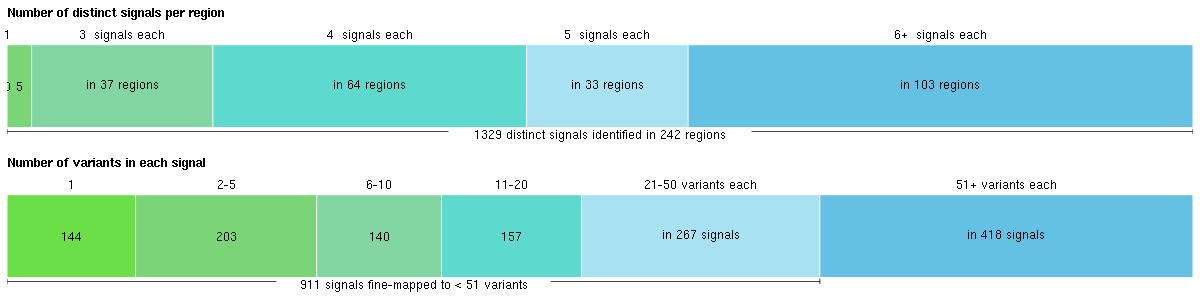 Number of distinct signals per region
1 3 signals each 4 signals each 5 signals each 6+ signals each
5 in 37 regions in 64 regions in 33 regions in 103 regions
1329 distinct signals identified in 242 regions
Number of variants in each signal
1 2-5 6-10 11-20 21-50 variants each 51+ variants each
144 203 140 157 in 267 signals in 418 signals
911 signals fine-mapped to < 51 variants